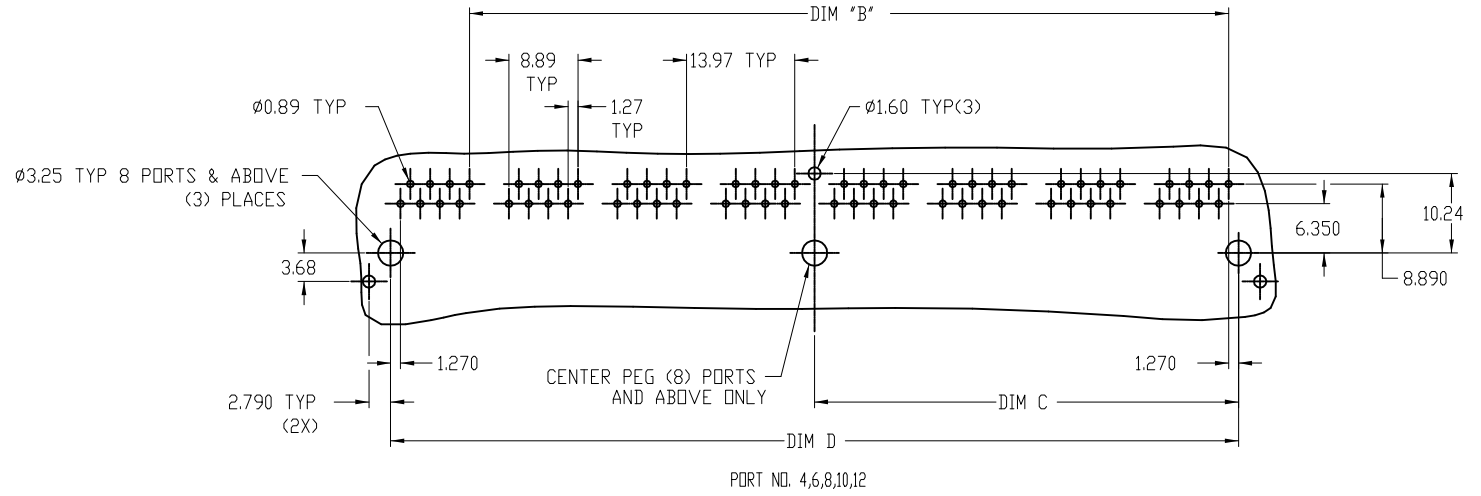 DIM "B"
8.89
TYP
13.97 TYP
ø0.89 TYP
1.27
TYP
ø1.60 TYP(3)
ø3.25 TYP 8 PORTS & ABOVE
(3) PLACES
10.24
6.350
3.68
8.890
1.270
CENTER PEG (8) PORTS
AND ABOVE ONLY
1.270
2.790 TYP
(2X)
DIM C
DIM D
PORT NO. 4,6,8,10,12